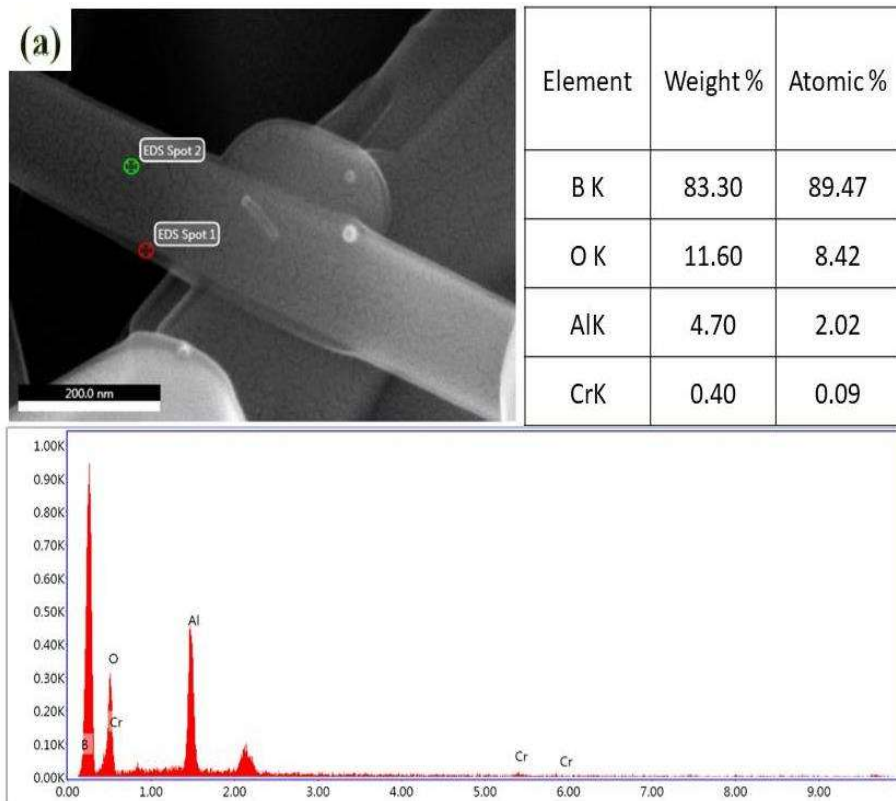 (a)
EDS Spot 2
EDS Spot 1
200.0 nm
Element Weight % Atomic %
B K 83.30 89.47
O K 11.60 8.42
AlK 4.70 2.02
CrK 0.40 0.09
1.00K
0.90K
0.80K
0.70K
0.60K
0.50K
0.40K
0.30K
0.20K
0.10K
0.00K
B
O
Cr
Al
Cr
Cr
0.00 1.00 2.00 3.00 4.00 5.00 6.00 7.00 8.00 9.00